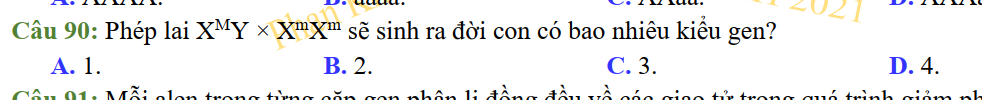 Câu 90: Phép lai XᴹY × XᵐXᵐ sẽ sinh ra đời con có bao nhiêu kiểu gen?
A. 1. B. 2. C. 3. D. 4.
Câu 91: Mỗi alen trong từng cặp gen phân li đồng đều về các giao tử trong quá trình giảm ph